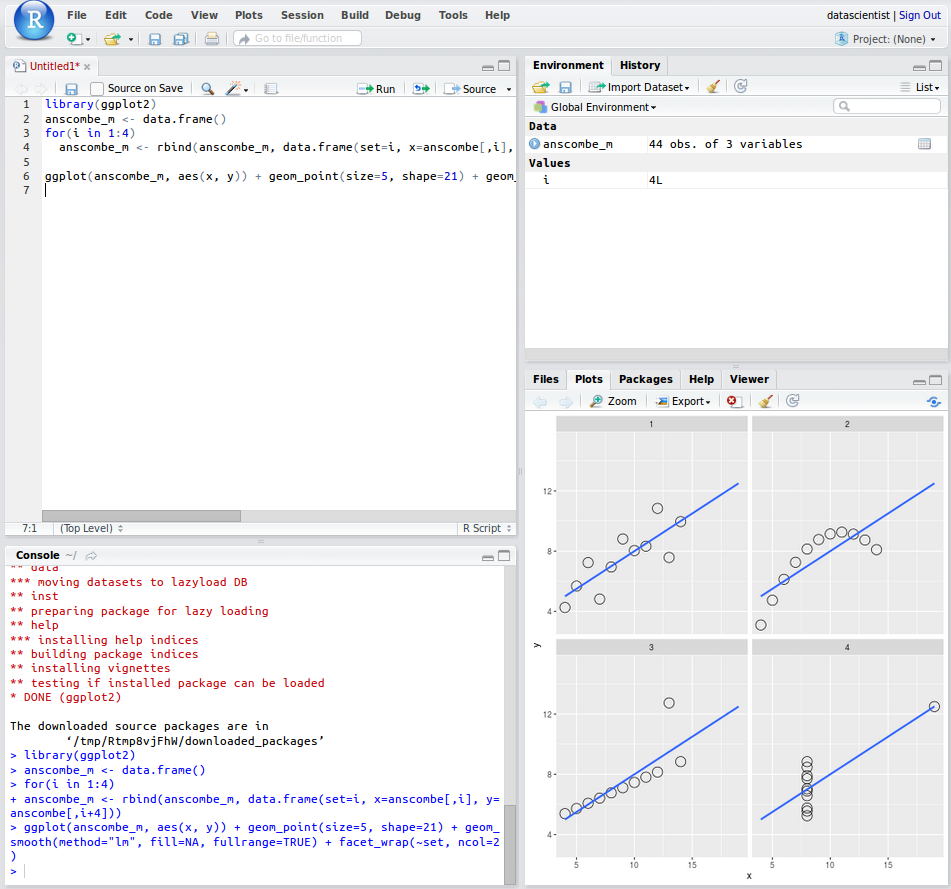 R
File Edit Code View Plots Session Build Debug Tools Help
datascientist | Sign Out
Go to file/function
Project: (None)
Untitled1*
Source on Save Run Source
1 library(ggplot2)
2 anscombe_m <- data.frame()
3 for(i in 1:4)
4 anscombe_m <- rbind(anscombe_m, data.frame(set=i, x=anscombe[,i],
5
6 ggplot(anscombe_m, aes(x, y)) + geom_point(size=5, shape=21) + geom_
7
7:1 (Top Level) R Script
Console ~/
** data
*** moving datasets to lazyload DB
** inst
** preparing package for lazy loading
** help
*** installing help indices
** building package indices
** installing vignettes
** testing if installed package can be loaded
* DONE (ggplot2)
The downloaded source packages are in
‘/tmp/Rtmp8vjFhW/downloaded_packages’
> library(ggplot2)
> anscombe_m <- data.frame()
> for(i in 1:4)
+ anscombe_m <- rbind(anscombe_m, data.frame(set=i, x=anscombe[,i], y=
anscombe[,i+4]))
> ggplot(anscombe_m, aes(x, y)) + geom_point(size=5, shape=21) + geom_
smooth(method="lm", fill=NA, fullrange=TRUE) + facet_wrap(~set, ncol=2
)
>
Environment History
Import Dataset List
Global Environment
Data
anscombe_m 44 obs. of 3 variables
Values
i 4L
Files Plots Packages Help Viewer
Zoom Export
1 2
12
8
4
y
3 4
12
8
4
5 10 15 5 10 15
x